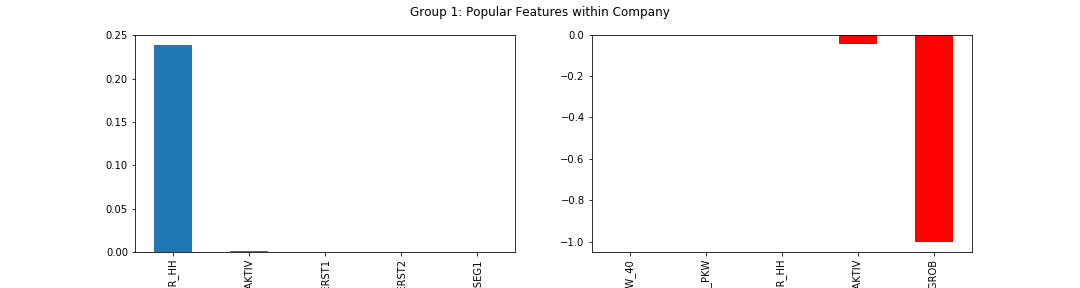 Group 1: Popular Features within Company
0.25
0.20
0.15
0.10
0.05
0.00
R_HH
AKTIV
ERST1
ERST2
SEG1
0.0
−0.2
−0.4
−0.6
−0.8
−1.0
W_40
_PKW
R_HH
AKTIV
GROB